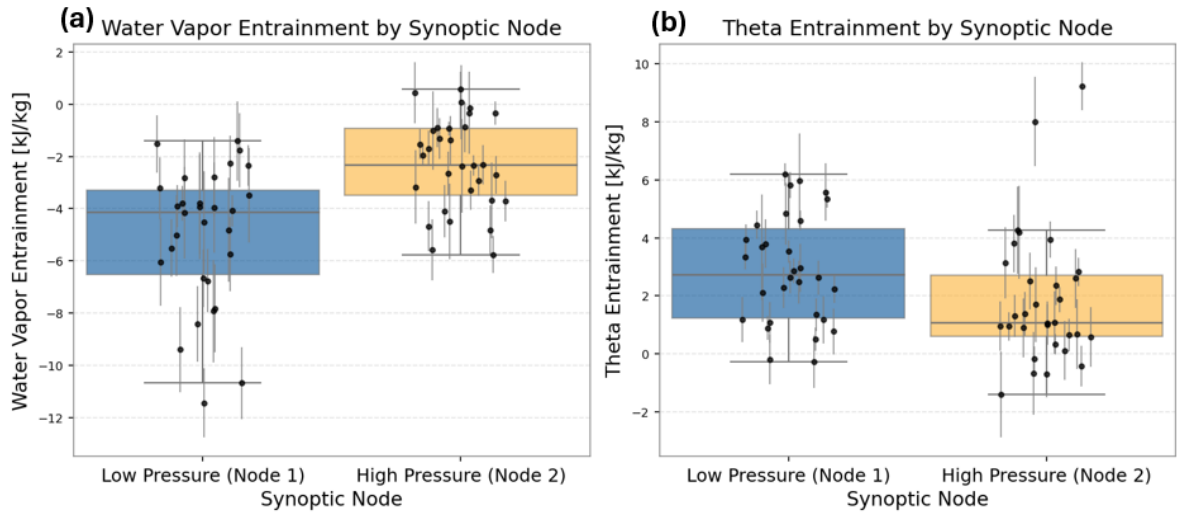 (a) Water Vapor Entrainment by Synoptic Node
Water Vapor Entrainment [kJ/kg]
2
0
−2
−4
−6
−8
−10
−12
Low Pressure (Node 1) High Pressure (Node 2)
Synoptic Node
(b) Theta Entrainment by Synoptic Node
Theta Entrainment [kJ/kg]
10
8
6
4
2
0
−2
Low Pressure (Node 1) High Pressure (Node 2)
Synoptic Node